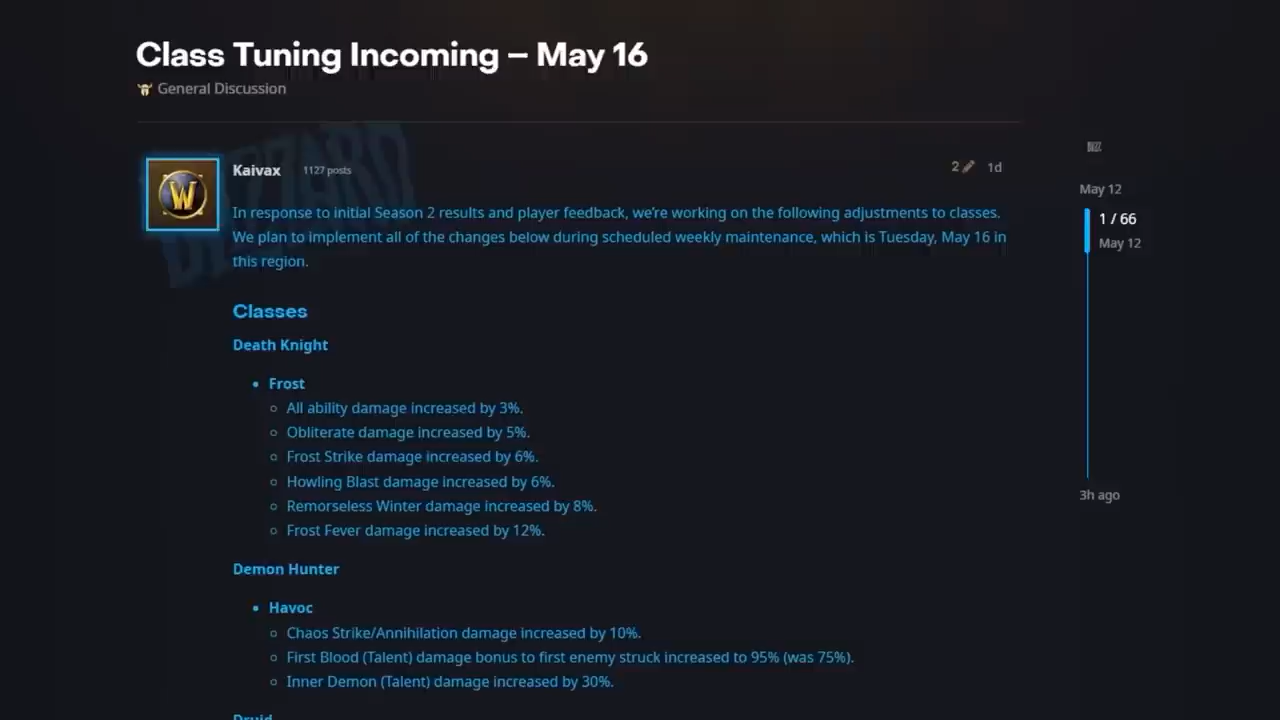 Class Tuning Incoming – May 16
General Discussion
Kaivax 1127 posts
2 1d
In response to initial Season 2 results and player feedback, we're working on the following adjustments to classes.
We plan to implement all of the changes below during scheduled weekly maintenance, which is Tuesday, May 16 in
this region.
Classes
Death Knight
• Frost
All ability damage increased by 3%.
Obliterate damage increased by 5%.
Frost Strike damage increased by 6%.
Howling Blast damage increased by 6%.
Remorseless Winter damage increased by 8%.
Frost Fever damage increased by 12%.
Demon Hunter
• Havoc
Chaos Strike/Annihilation damage increased by 10%.
First Blood (Talent) damage bonus to first enemy struck increased to 95% (was 75%).
Inner Demon (Talent) damage increased by 30%.
Druid
May 12
1 / 66
May 12
3h ago
BLIZZARD
W